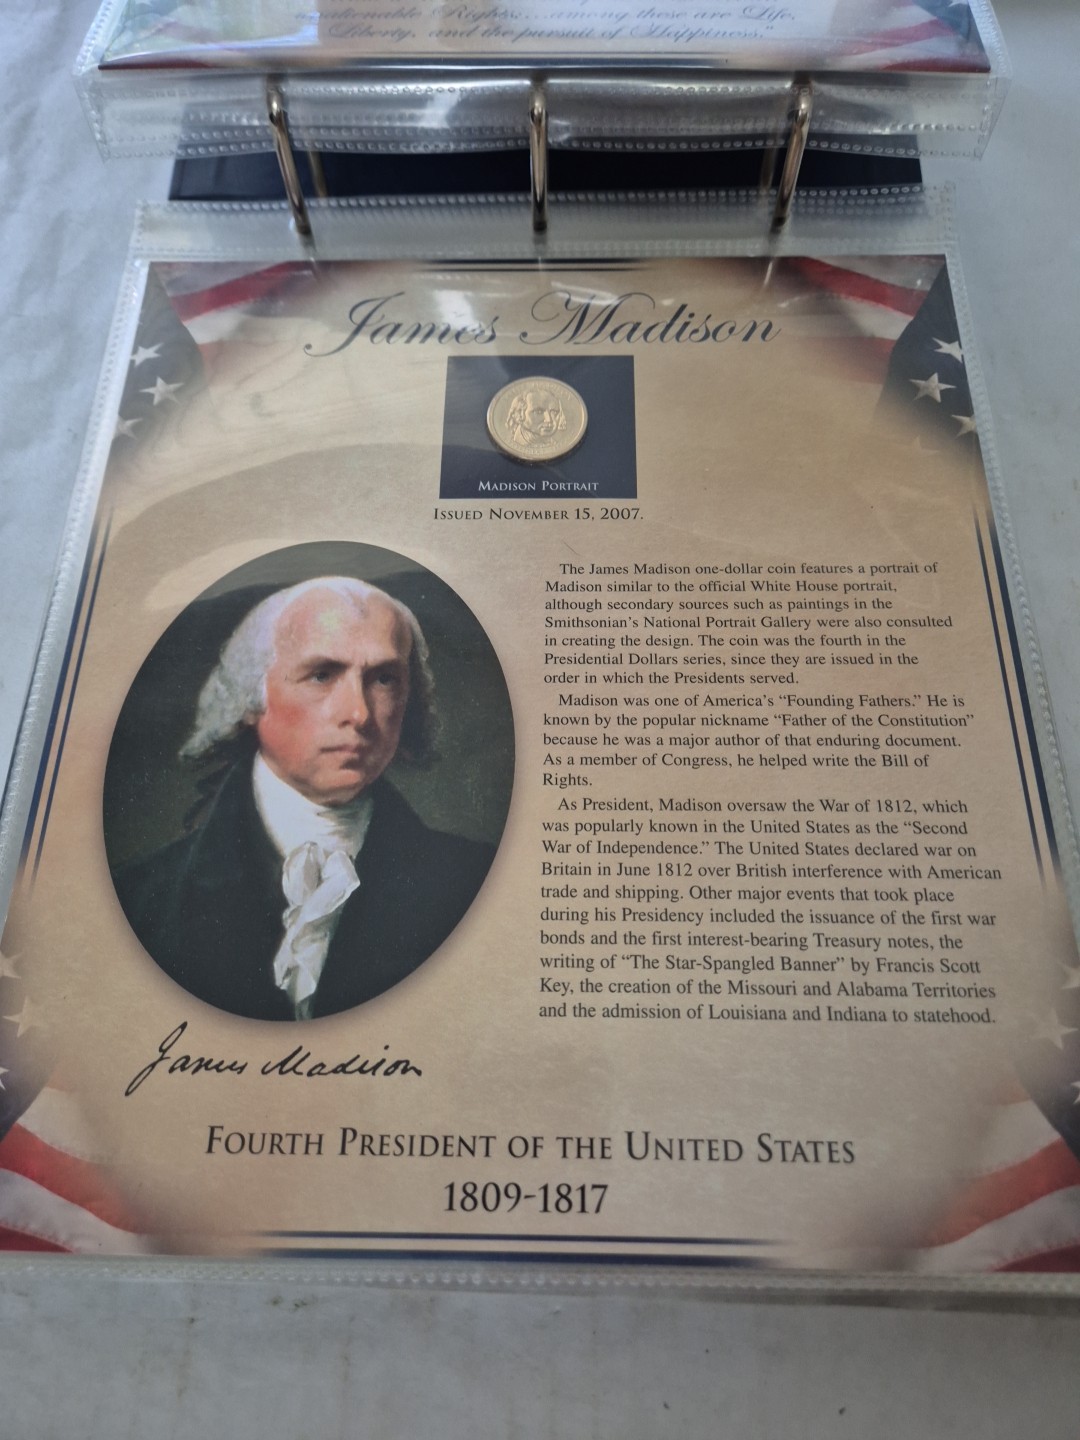 unalienable Rights... among these are Life,
Liberty, and the pursuit of Happiness."
James Madison
MADISON PORTRAIT
ISSUED NOVEMBER 15, 2007.
The James Madison one-dollar coin features a portrait of
Madison similar to the official White House portrait,
although secondary sources such as paintings in the
Smithsonian's National Portrait Gallery were also consulted
in creating the design. The coin was the fourth in the
Presidential Dollars series, since they are issued in the
order in which the Presidents served.
Madison was one of America's “Founding Fathers.” He is
known by the popular nickname “Father of the Constitution”
because he was a major author of that enduring document.
As a member of Congress, he helped write the Bill of
Rights.
As President, Madison oversaw the War of 1812, which
was popularly known in the United States as the “Second
War of Independence.” The United States declared war on
Britain in June 1812 over British interference with American
trade and shipping. Other major events that took place
during his Presidency included the issuance of the first war
bonds and the first interest-bearing Treasury notes, the
writing of “The Star-Spangled Banner” by Francis Scott
Key, the creation of the Missouri and Alabama Territories
and the admission of Louisiana and Indiana to statehood.
James Madison
FOURTH PRESIDENT OF THE UNITED STATES
1809-1817